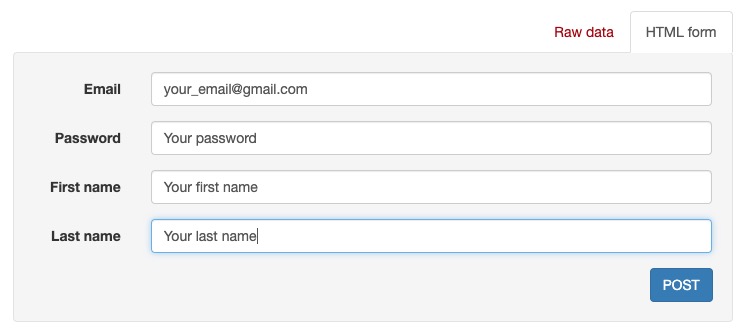 Raw data HTML form
Email your_email@gmail.com
Password Your password
First name Your first name
Last name Your last name
POST